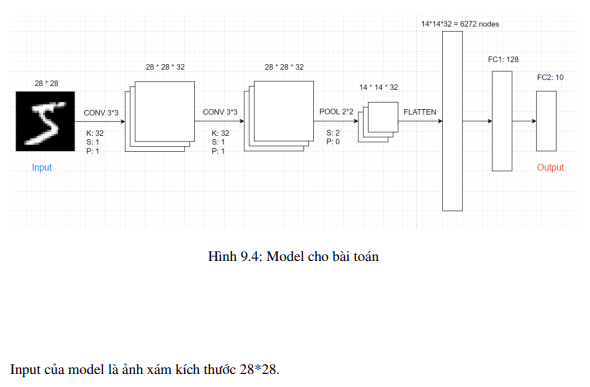 14*14*32 = 6272 nodes
28 * 28 * 32
28 * 28 * 32
FC1: 128
28 * 28
14 * 14 * 32
FC2: 10
CONV 3*3
CONV 3*3
POOL 2*2
FLATTEN
K: 32
S: 1
P: 1
K: 32
S: 1
P: 1
S: 2
P: 0
Input
Output
Hình 9.4: Model cho bài toán
Input của model là ảnh xám kích thước 28*28.